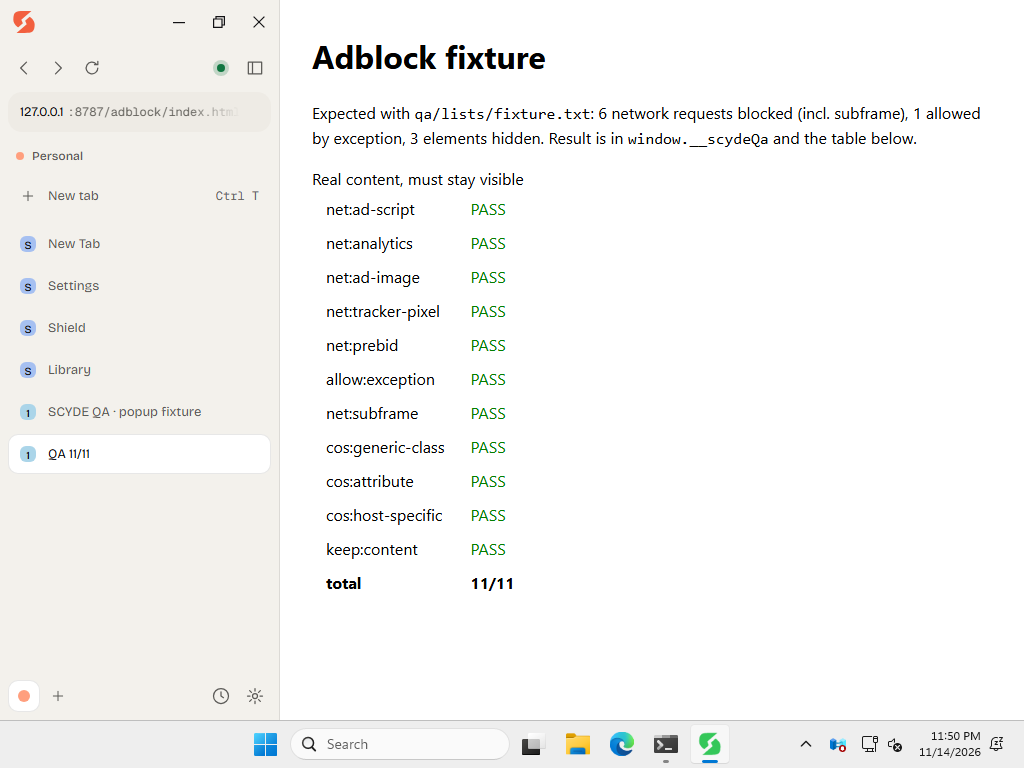 127.0.0.1 :8787/adblock/index.htm
Personal
New tab Ctrl T
S New Tab
S Settings
S Shield
S Library
1 SCYDE QA · popup fixture
1 QA 11/11
Adblock fixture
Expected with qa/lists/fixture.txt: 6 network requests blocked (incl. subframe), 1 allowed
by exception, 3 elements hidden. Result is in window.__scydeQa and the table below.
Real content, must stay visible
net:ad-script PASS
net:analytics PASS
net:ad-image PASS
net:tracker-pixel PASS
net:prebid PASS
allow:exception PASS
net:subframe PASS
cos:generic-class PASS
cos:attribute PASS
cos:host-specific PASS
keep:content PASS
total 11/11
Search
11:50 PM
11/14/2026